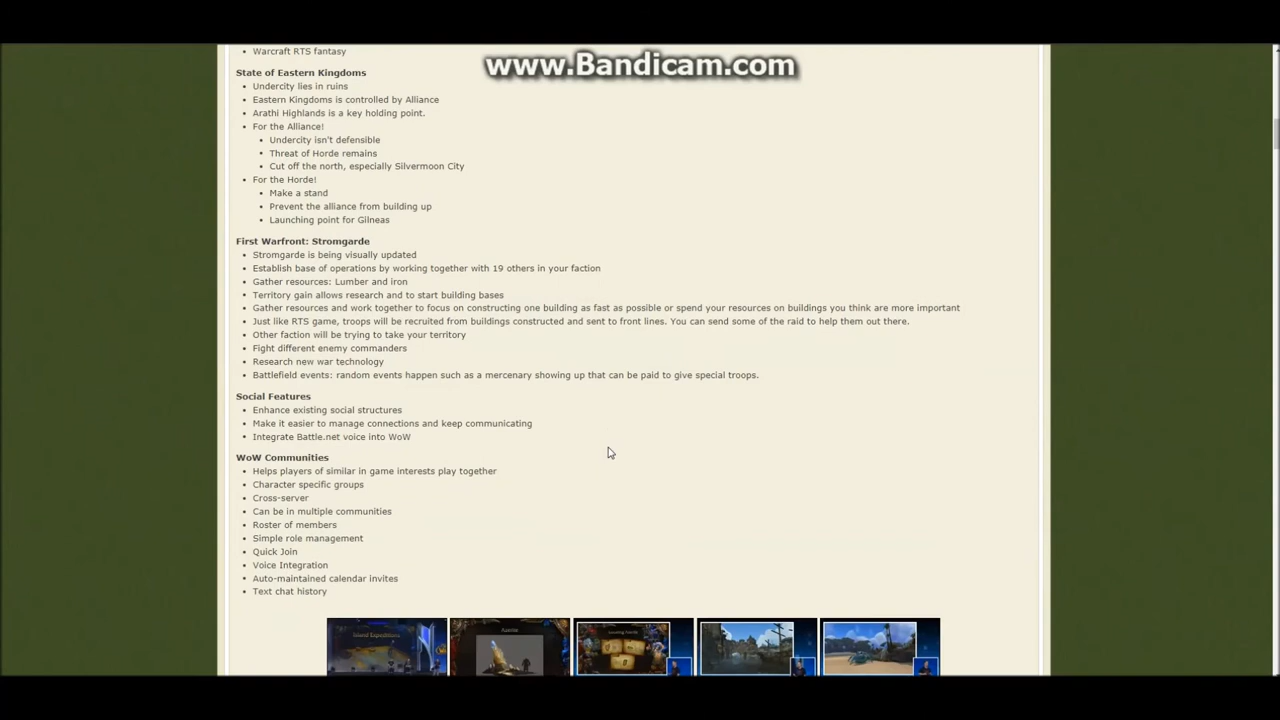 Warcraft RTS fantasy
www.Bandicam.com
State of Eastern Kingdoms
Undercity lies in ruins
Eastern Kingdoms is controlled by Alliance
Arathi Highlands is a key holding point.
For the Alliance!
Undercity isn't defensible
Threat of Horde remains
Cut off the north, especially Silvermoon City
For the Horde!
Make a stand
Prevent the alliance from building up
Launching point for Gilneas
First Warfront: Stromgarde
Stromgarde is being visually updated
Establish base of operations by working together with 19 others in your faction
Gather resources: Lumber and iron
Territory gain allows research and to start building bases
Gather resources and work together to focus on constructing one building as fast as possible or spend your resources on buildings you think are more important
Just like RTS game, troops will be recruited from buildings constructed and sent to front lines. You can send some of the raid to help them out there.
Other faction will be trying to take your territory
Fight different enemy commanders
Research new war technology
Battlefield events: random events happen such as a mercenary showing up that can be paid to give special troops.
Social Features
Enhance existing social structures
Make it easier to manage connections and keep communicating
Integrate Battle.net voice into WoW
WoW Communities
Helps players of similar in game interests play together
Character specific groups
Cross-server
Can be in multiple communities
Roster of members
Simple role management
Quick Join
Voice Integration
Auto-maintained calendar invites
Text chat history
Island Expeditions
Azerite